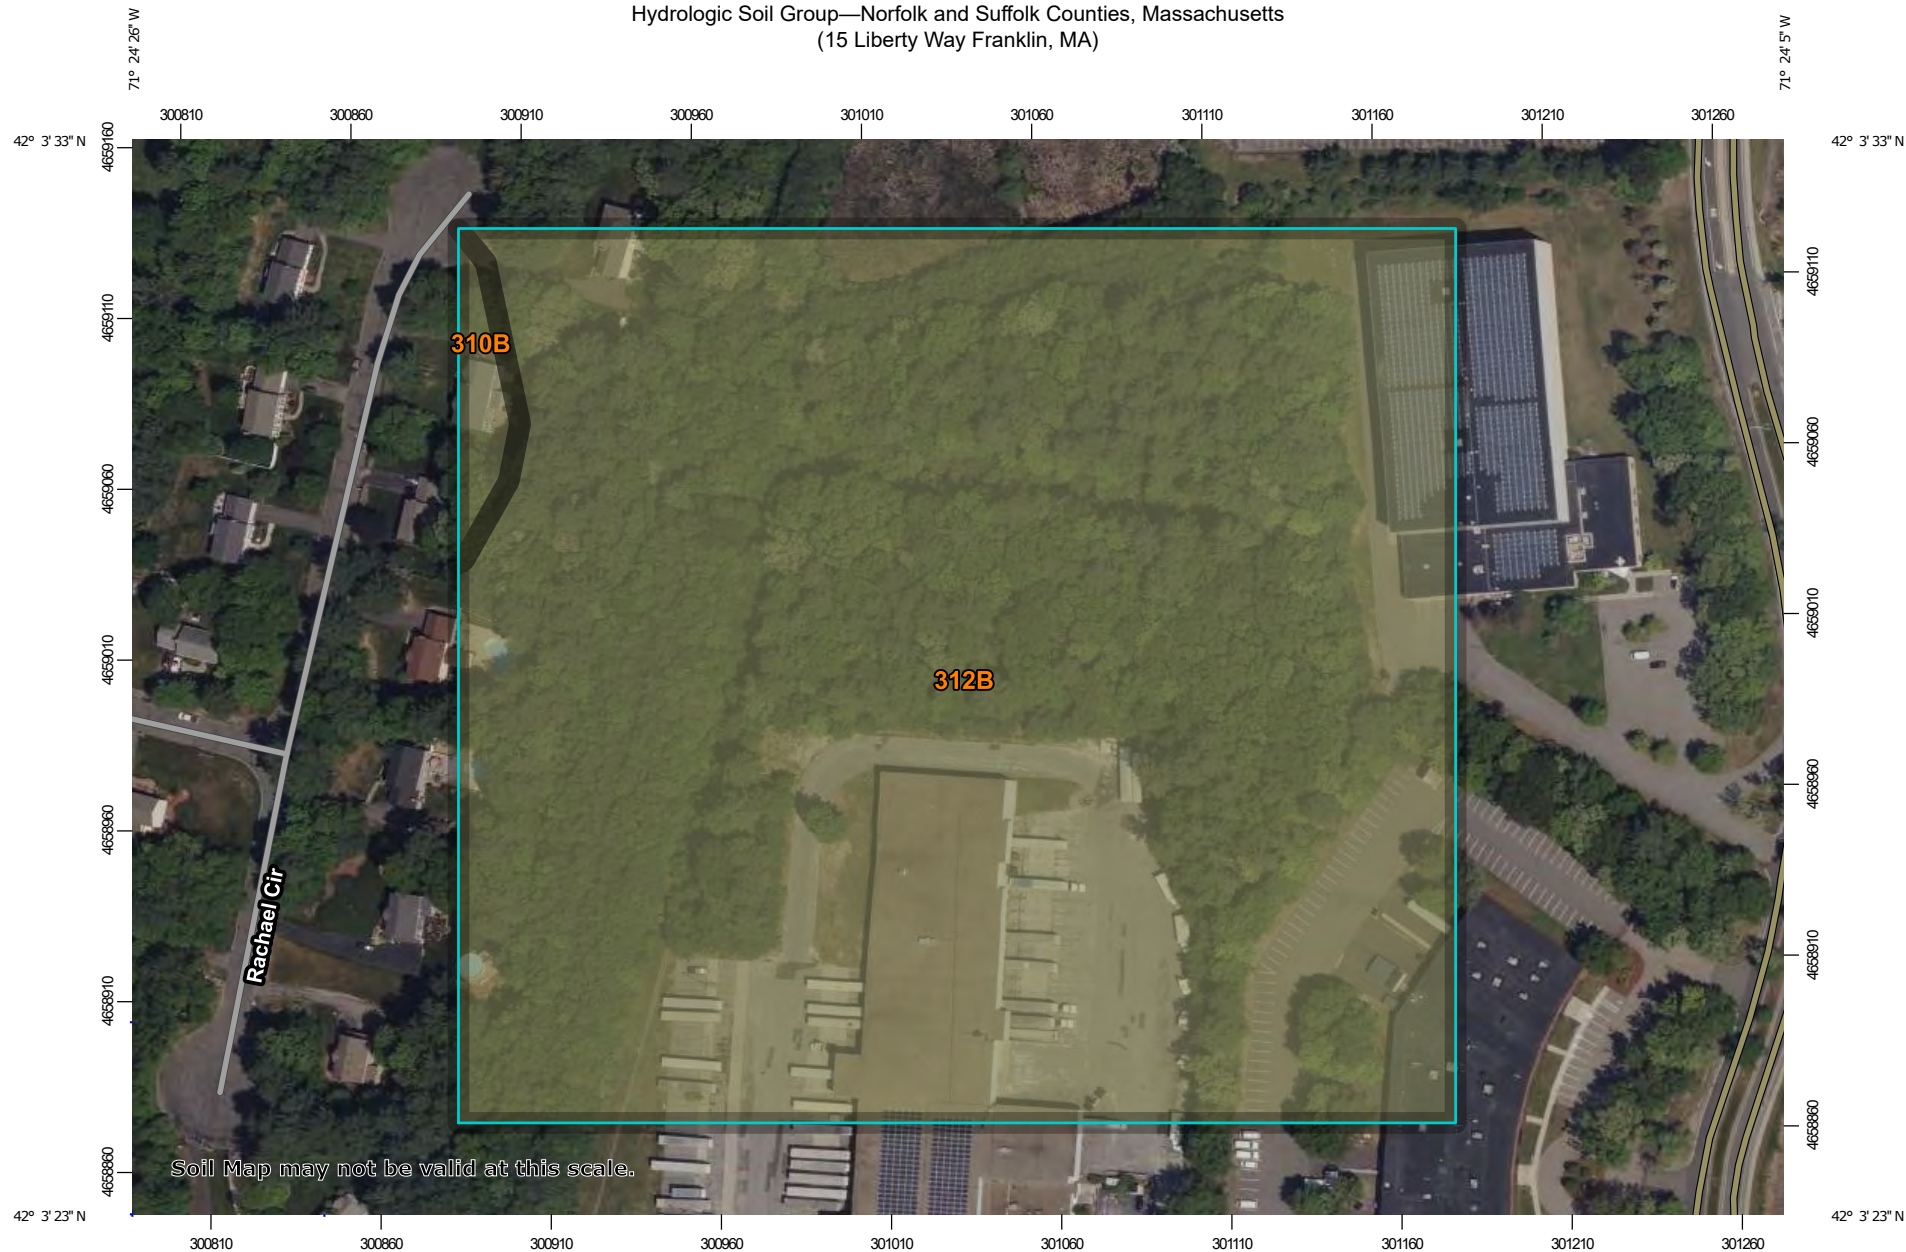 Hydrologic Soil Group—Norfolk and Suffolk Counties, Massachusetts
(15 Liberty Way Franklin, MA)
71° 24' 26'' W
71° 24' 5'' W
300810 300860 300910 300960 301010 301060 301110 301160 301210 301260
42° 3' 33'' N
42° 3' 33'' N
4659160
4659110
4659110
310B
4659060
4659060
4659010
4659010
312B
4658960
4658960
Rachael Cir
4658910
4658910
4658860
4658860
Soil Map may not be valid at this scale.
42° 3' 23'' N
42° 3' 23'' N
300810 300860 300910 300960 301010 301060 301110 301160 301210 301260